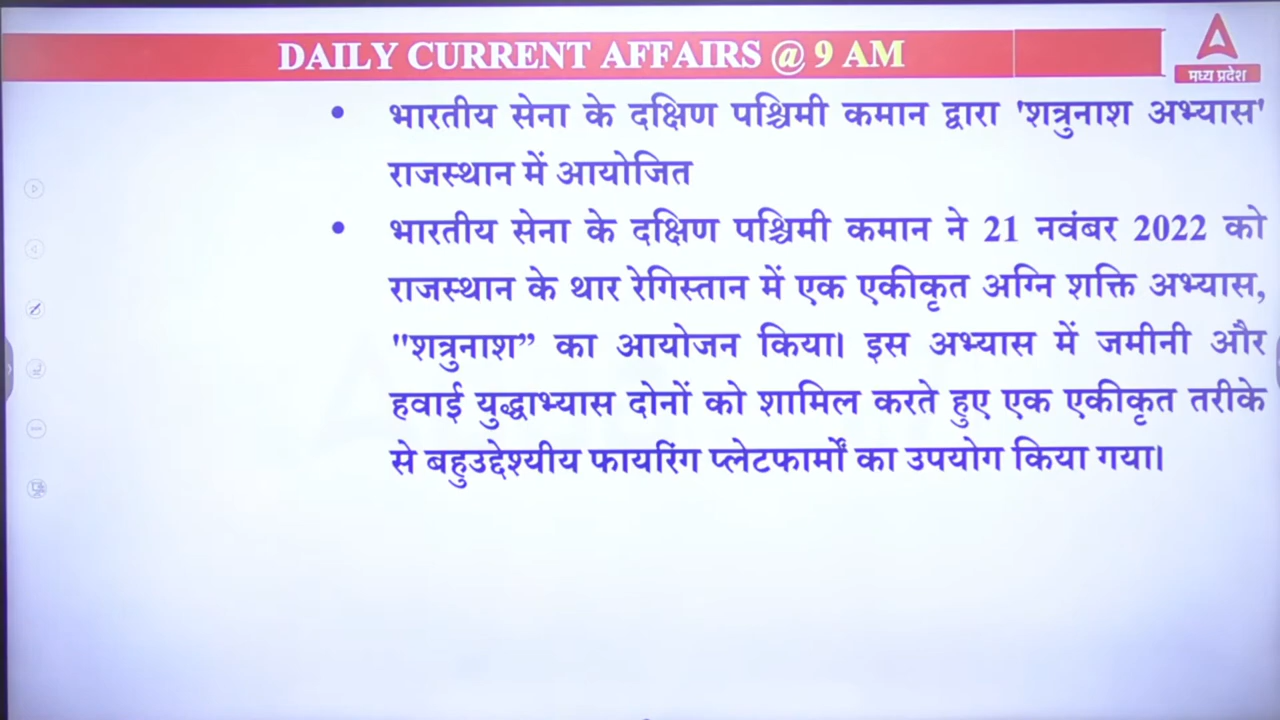 DAILY CURRENT AFFAIRS @ 9 AM
मध्य प्रदेश
• भारतीय सेना के दक्षिण पश्चिमी कमान द्वारा 'शत्रुनाश अभ्यास'
राजस्थान में आयोजित
• भारतीय सेना के दक्षिण पश्चिमी कमान ने 21 नवंबर 2022 को
राजस्थान के थार रेगिस्तान में एक एकीकृत अग्नि शक्ति अभ्यास,
"शत्रुनाश” का आयोजन किया। इस अभ्यास में जमीनी और
हवाई युद्धाभ्यास दोनों को शामिल करते हुए एक एकीकृत तरीके
से बहुउद्देश्यीय फायरिंग प्लेटफार्मों का उपयोग किया गया।